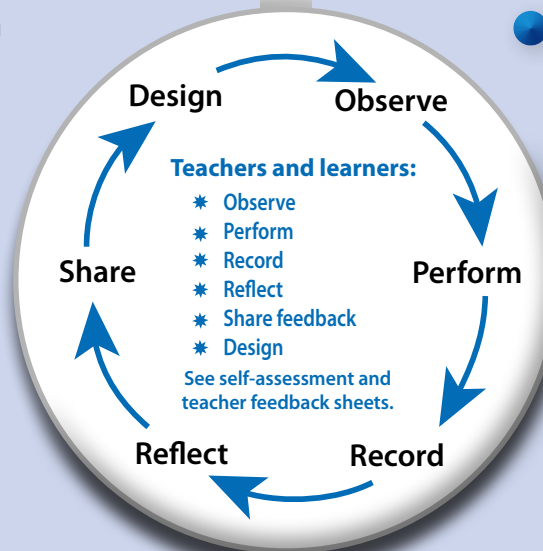 Design
Observe
Teachers and learners:
Observe
Perform
Record
Reflect
Share feedback
Design
See self-assessment and
teacher feedback sheets.
Share
Perform
Reflect
Record